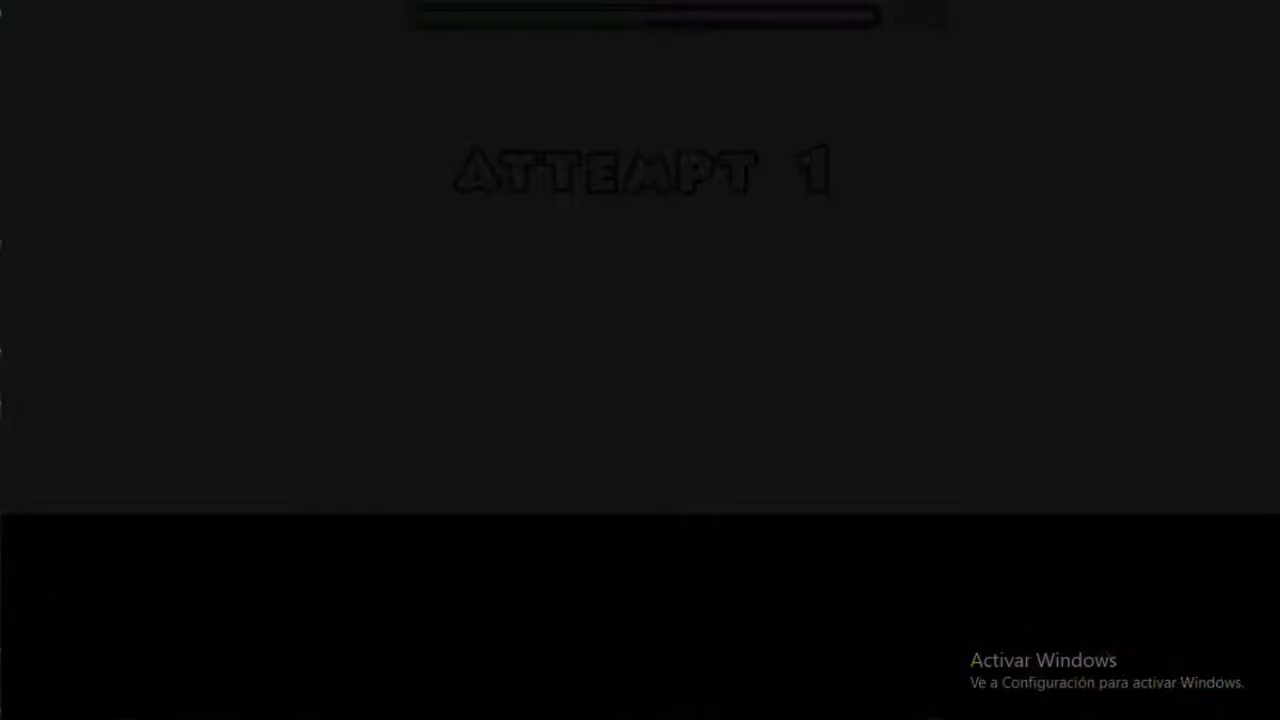 ATTEMPT 1
Activar Windows
Ve a Configuración para activar Windows.